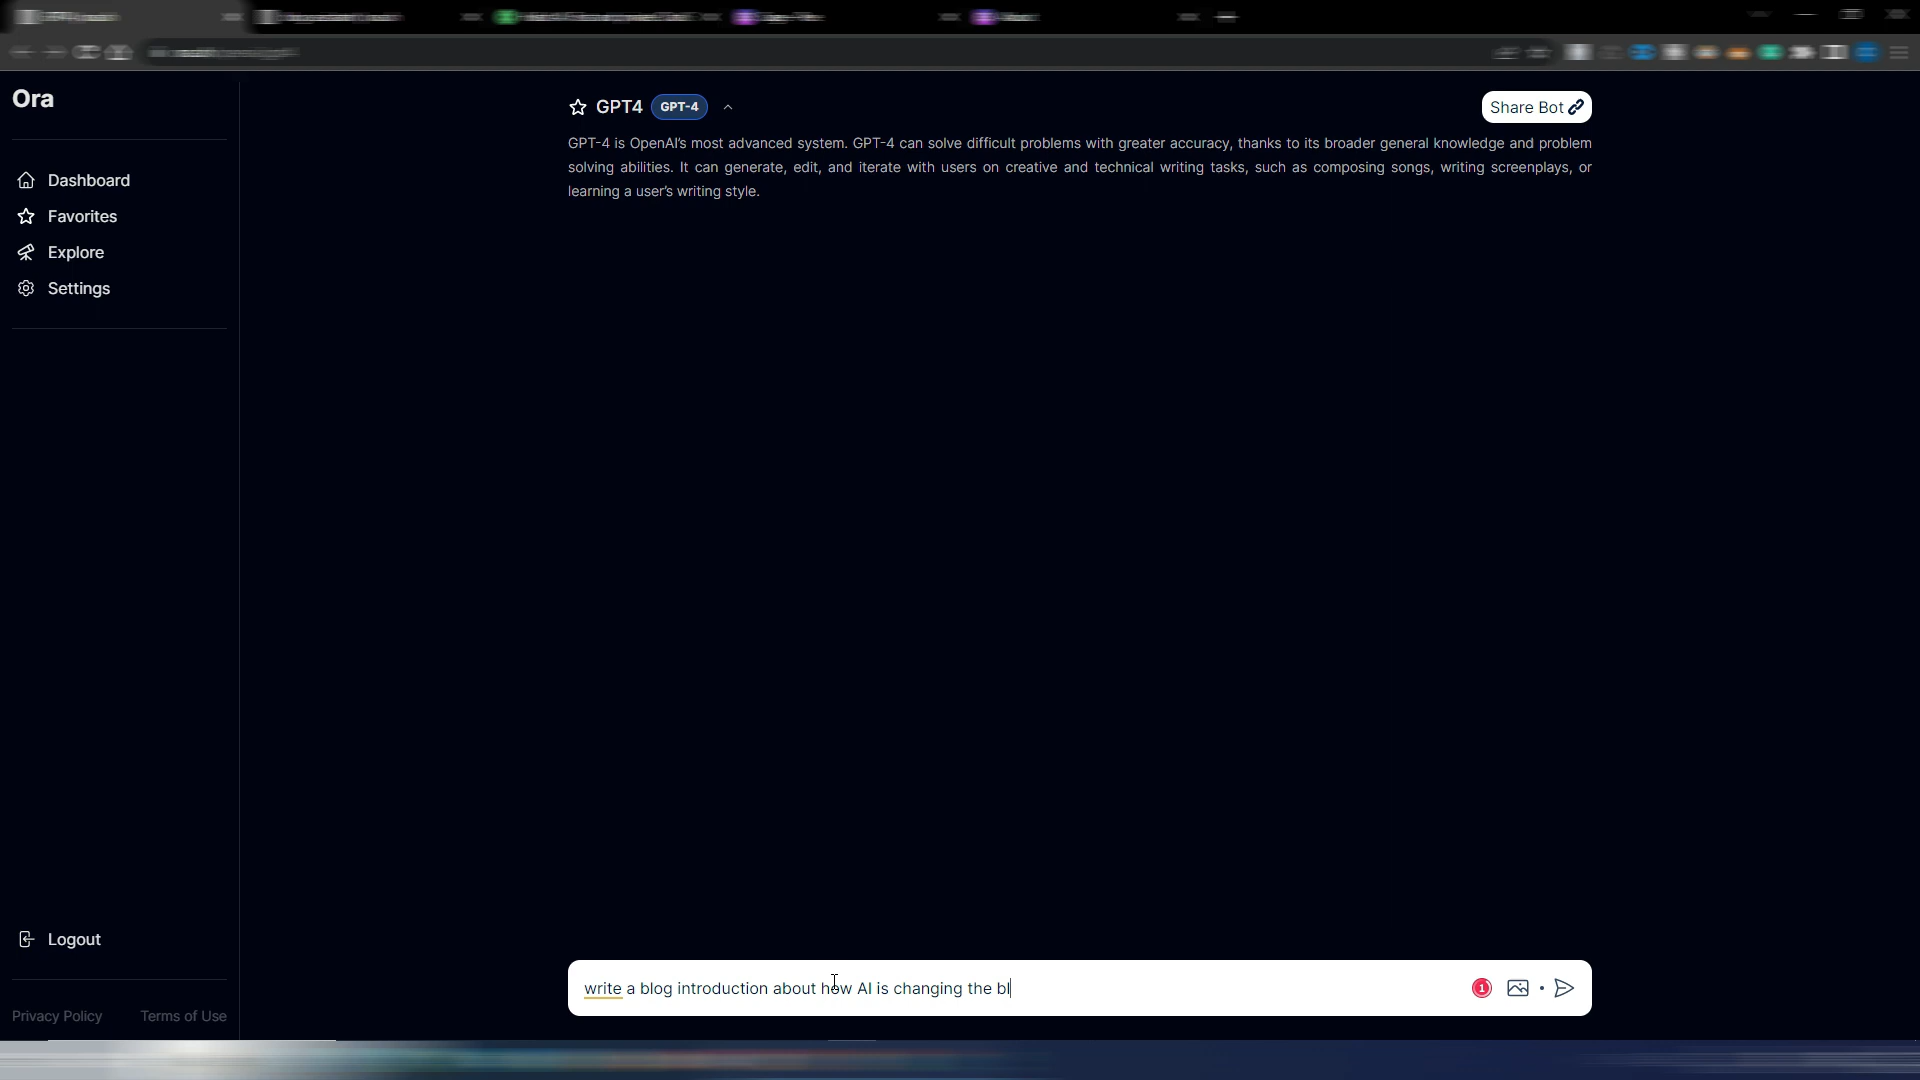 Ora
Dashboard
Favorites
Explore
Settings
Logout
Privacy Policy
Terms of Use
GPT4
GPT-4
Share Bot
GPT-4 is OpenAI's most advanced system. GPT-4 can solve difficult problems with greater accuracy, thanks to its broader general knowledge and problem
solving abilities. It can generate, edit, and iterate with users on creative and technical writing tasks, such as composing songs, writing screenplays, or
learning a user's writing style.
write a blog introduction about how AI is changing the bl
1